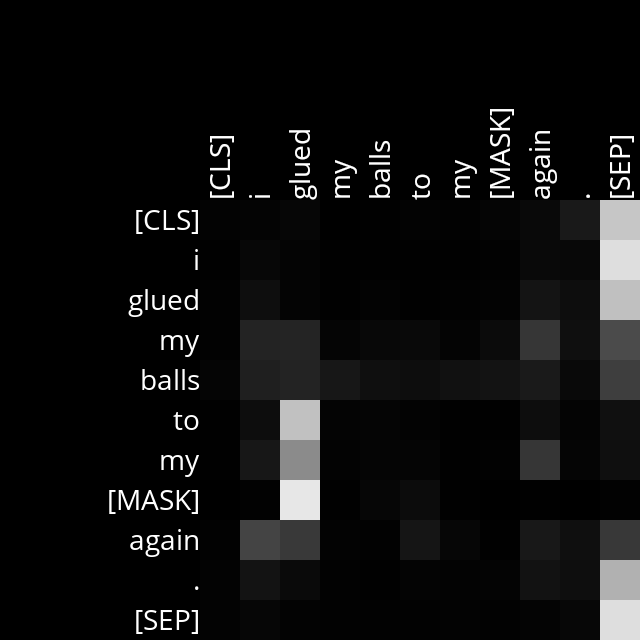 [CLS] i glued my balls to my [MASK] again . [SEP]
[CLS]
i
glued
my
balls
to
my
[MASK]
again
.
[SEP]